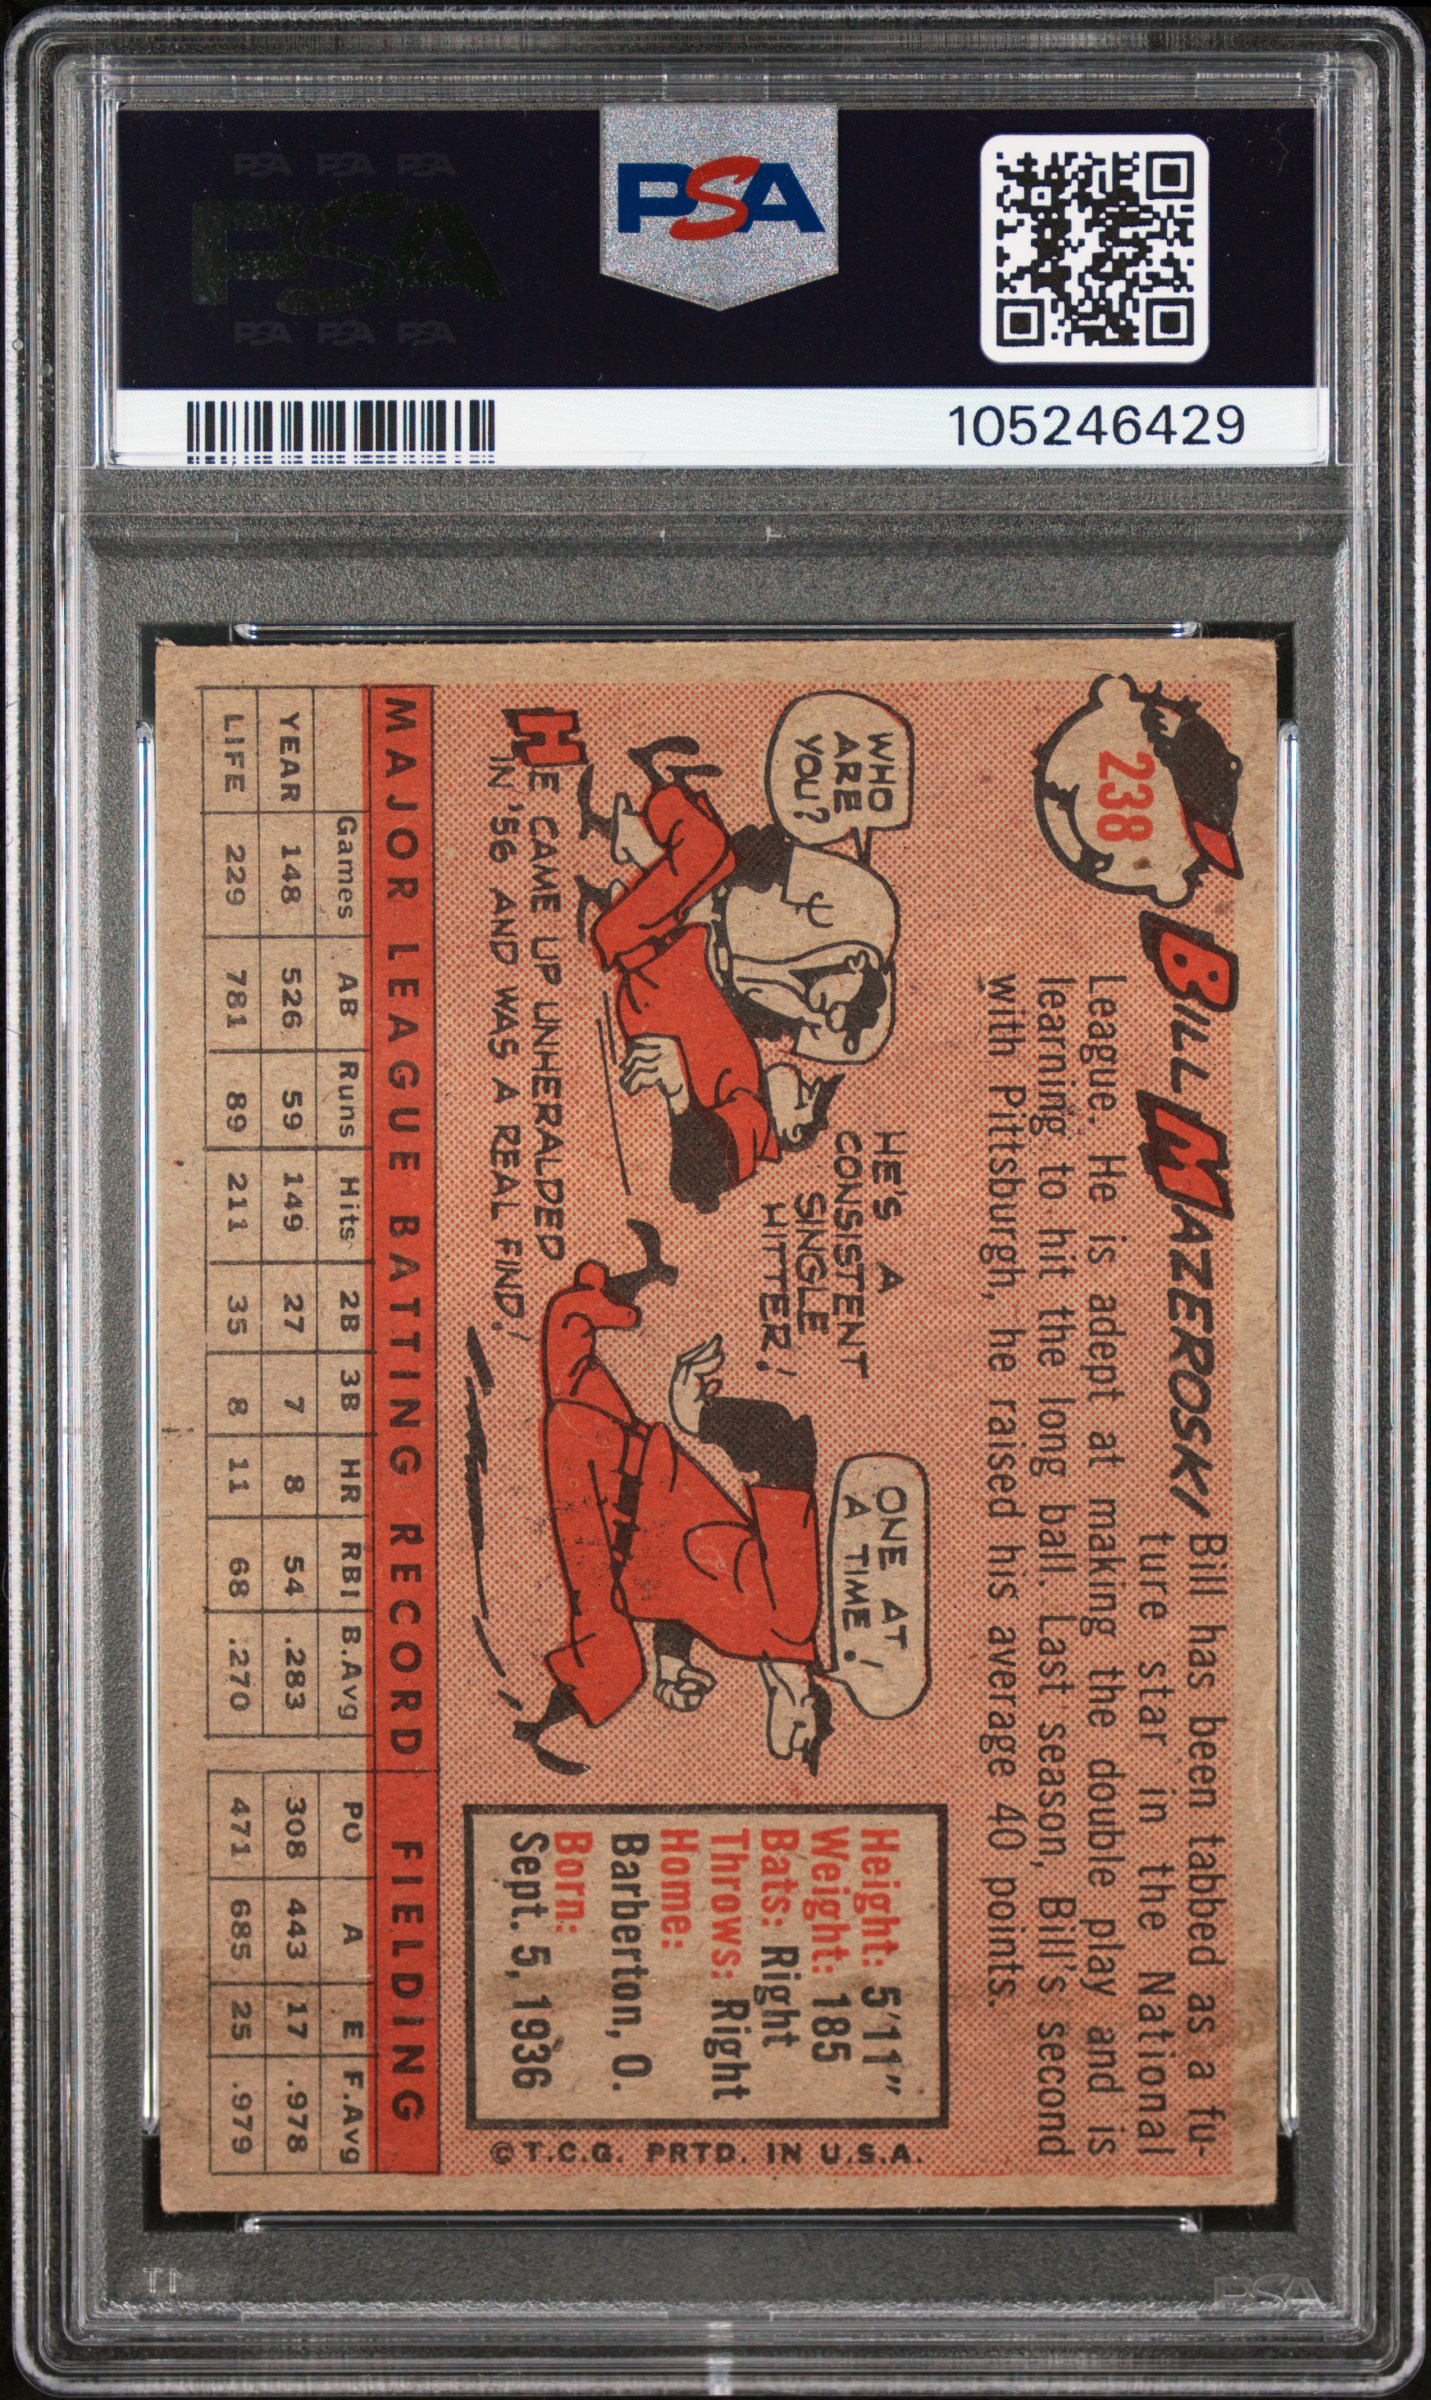 PSA PSA PSA
PSA
PSA PSA PSA
PSA
105246429
238
BILL MAZEROSKI
Bill has been tabbed as a fu-
ture star in the National
League. He is adept at making the double play and is
learning to hit the long ball. Last season, Bill's second
with Pittsburgh, he raised his average 40 points.
WHO
ARE
YOU?
HE'S A
CONSISTENT
SINGLE
HITTER!
ONE AT
A TIME!
HE CAME UP UNHERALDED
IN '56 AND WAS A REAL FIND!
Height: 5'11"
Weight: 185
Bats: Right
Throws: Right
Home:
Barberton, O.
Born:
Sept. 5, 1936
©T.C.G. PRTD. IN U.S.A.
MAJOR LEAGUE BATTING RECORD FIELDING
Games AB Runs Hits 2B 3B HR RBI B.Avg PO A E F.Avg
YEAR 148 526 59 149 27 7 8 54 .283 308 443 17 .978
LIFE 229 781 89 211 35 8 11 68 .270 471 685 25 .979
PSA